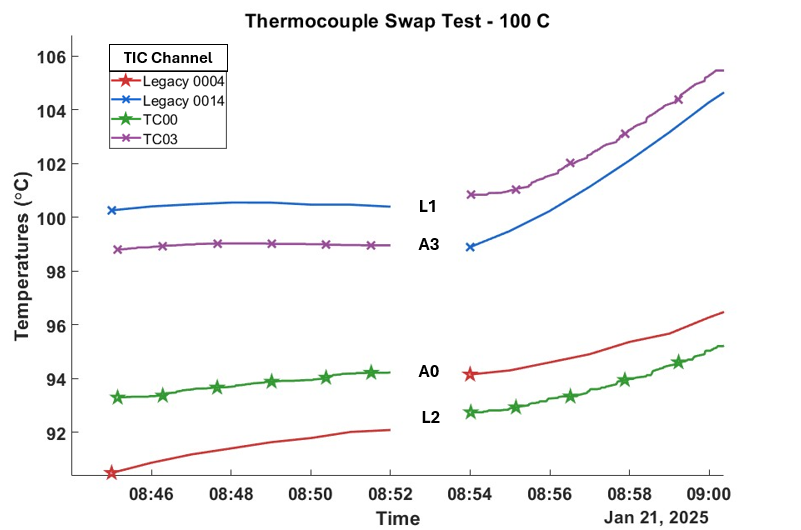 Thermocouple Swap Test - 100 C
TIC Channel
Legacy 0004
Legacy 0014
TC00
TC03
106
104
102
100
98
96
94
92
Temperatures (°C)
L1
A3
A0
L2
08:46
08:48
08:50
08:52
08:54
08:56
08:58
09:00
Time
Jan 21, 2025